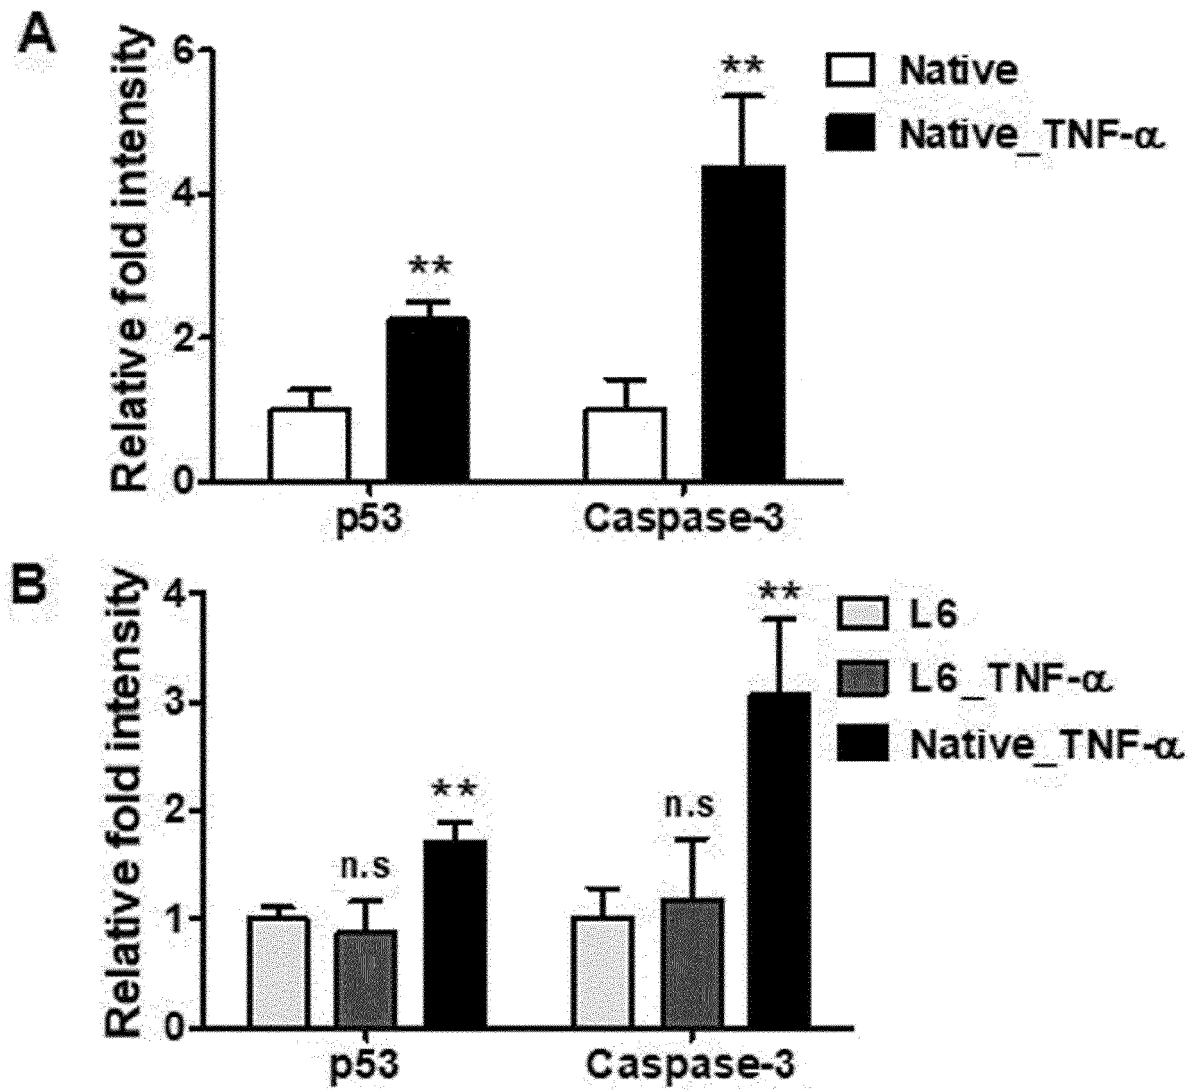 A
Relative fold intensity
6
4
2
0
**
**
p53
Caspase-3
Native
Native_TNF-α
B
Relative fold intensity
4
3
2
1
0
n.s
**
n.s
**
p53
Caspase-3
L6
L6_TNF-α
Native_TNF-α